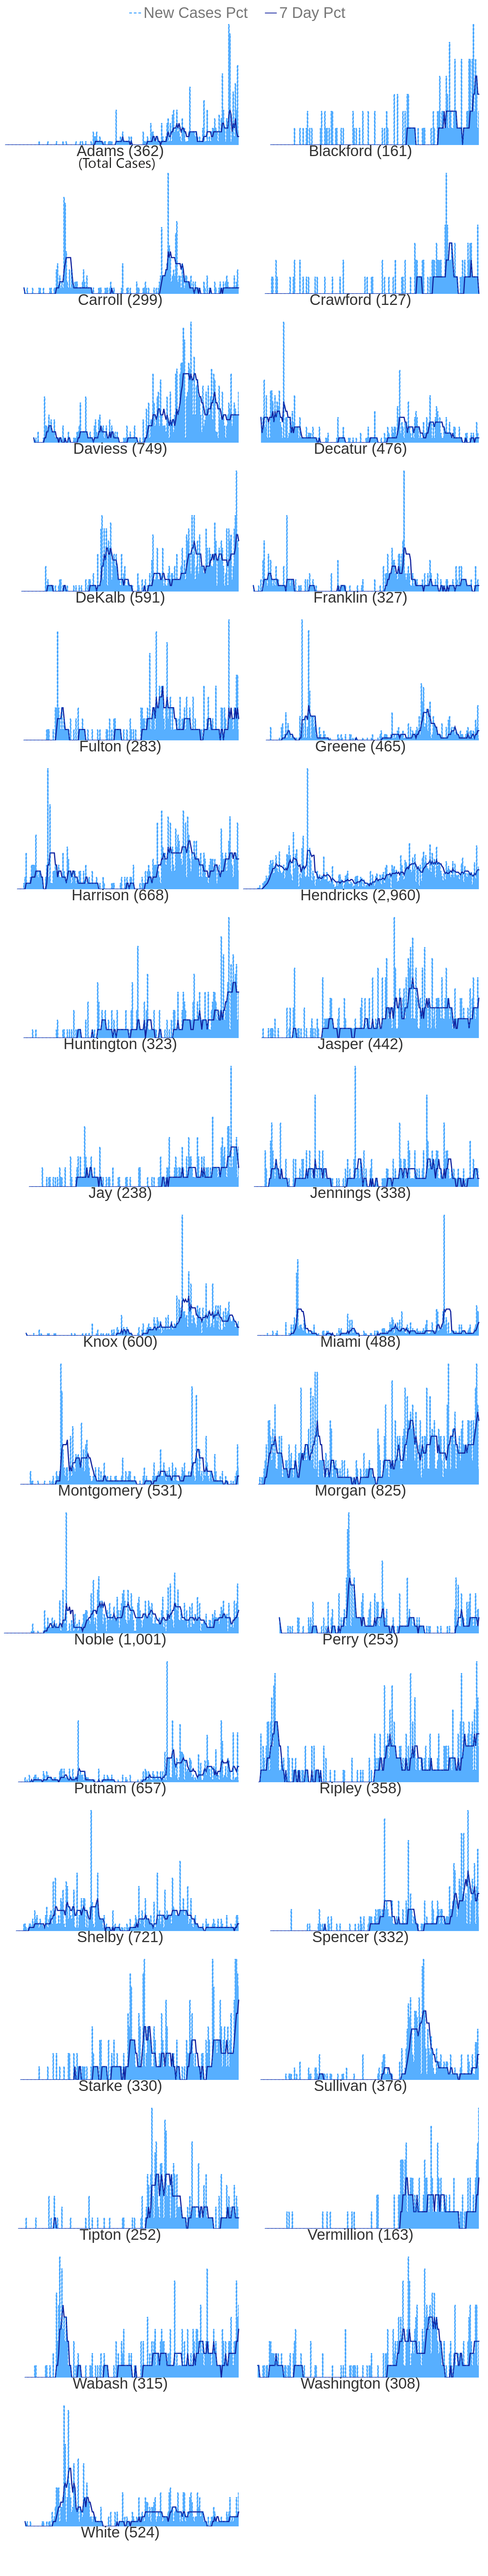 New Cases Pct 7 Day Pct
Adams (362) Blackford (161)
(Total Cases)
Carroll (299) Crawford (127)
Daviess (749) Decatur (476)
DeKalb (591) Franklin (327)
Fulton (283) Greene (465)
Harrison (668) Hendricks (2,960)
Huntington (323) Jasper (442)
Jay (238) Jennings (338)
Knox (600) Miami (488)
Montgomery (531) Morgan (825)
Noble (1,001) Perry (253)
Putnam (657) Ripley (358)
Shelby (721) Spencer (332)
Starke (330) Sullivan (376)
Tipton (252) Vermillion (163)
Wabash (315) Washington (308)
White (524)